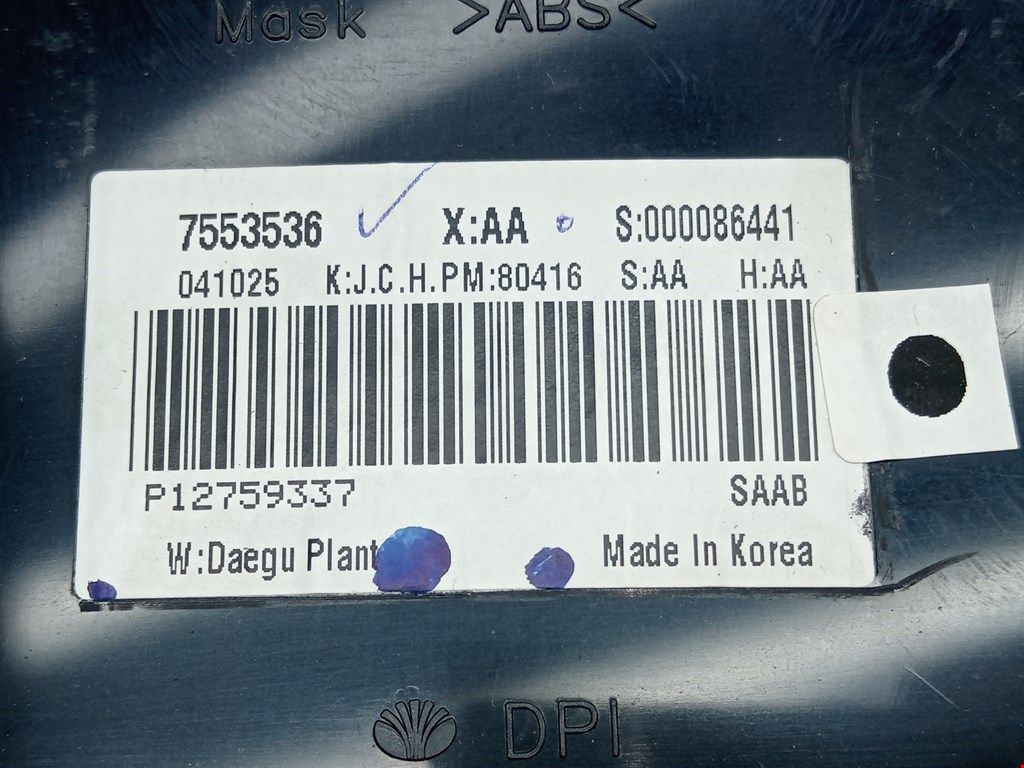 Mask >ABS<
7553536 X:AA S:000086441
041025 K:J.C.H.PM:80416 S:AA H:AA
P12759337 SAAB
W:Daegu Plant Made In Korea
DPI